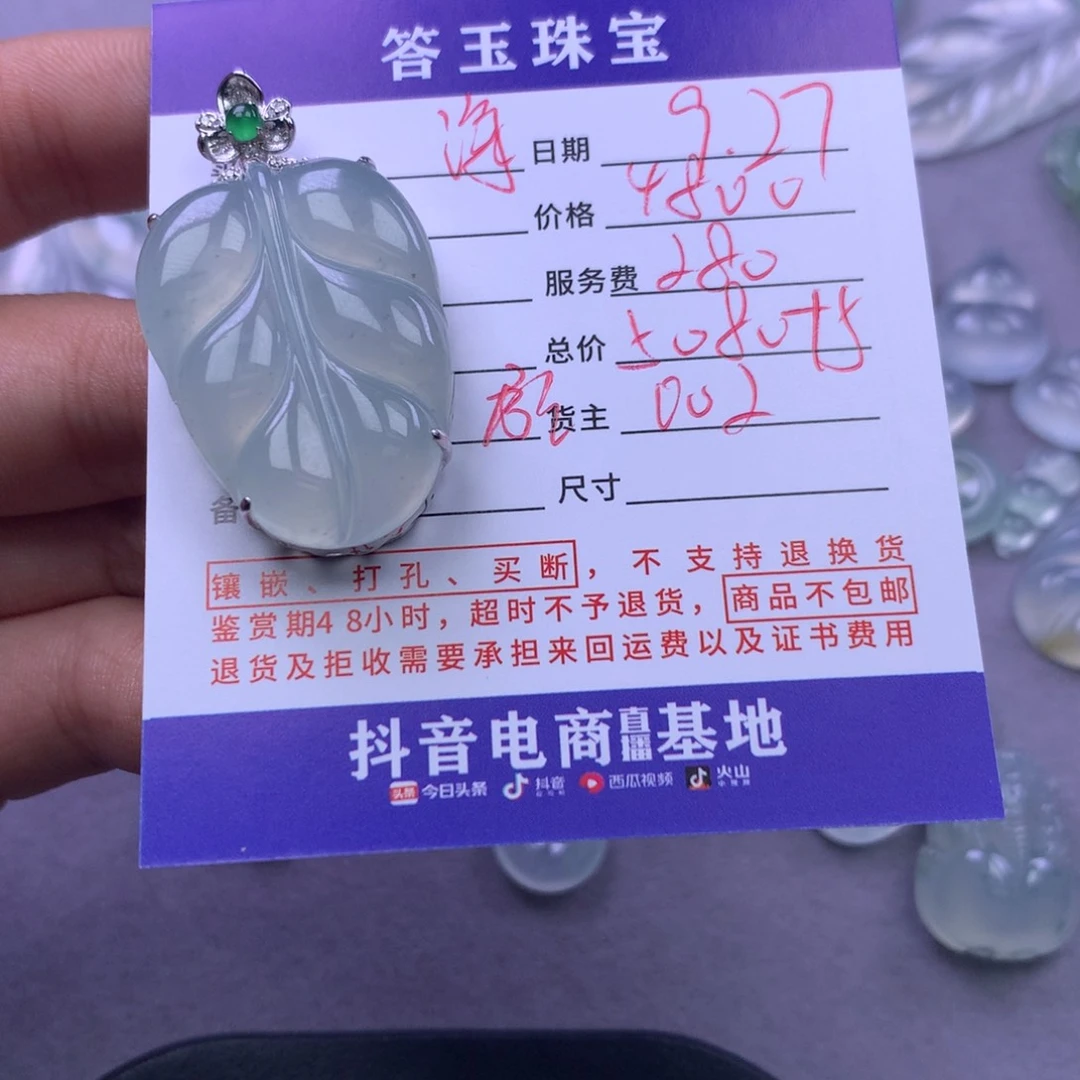 答玉珠宝
日期 9.27
价格 4800
服务费 280
总价 5080
货主 002
备 尺寸
镶嵌、打孔、买断，不支持退换货
鉴赏期48小时，超时不予退货，商品不包邮
退货及拒收需要承担来回运费以及证书费用
抖音电商直播基地
头条 今日头条 抖音 西瓜视频 火山